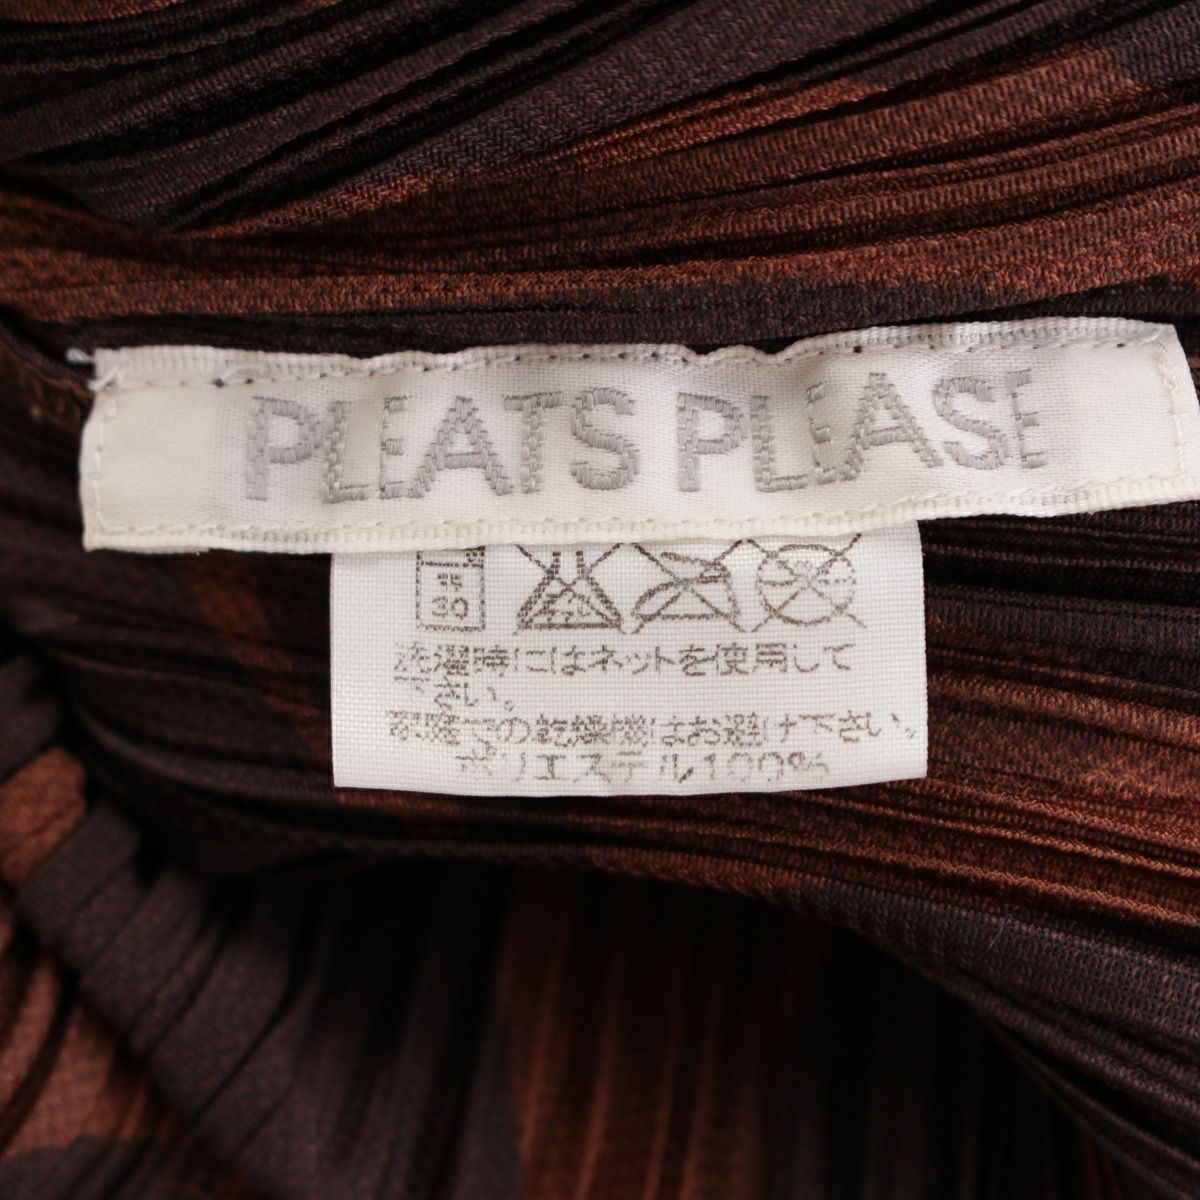 PLEATS PLEASE
30
洗濯時にはネットを使用して
下さい。
家庭での乾燥機はお避け下さい。
ポリエステル100%